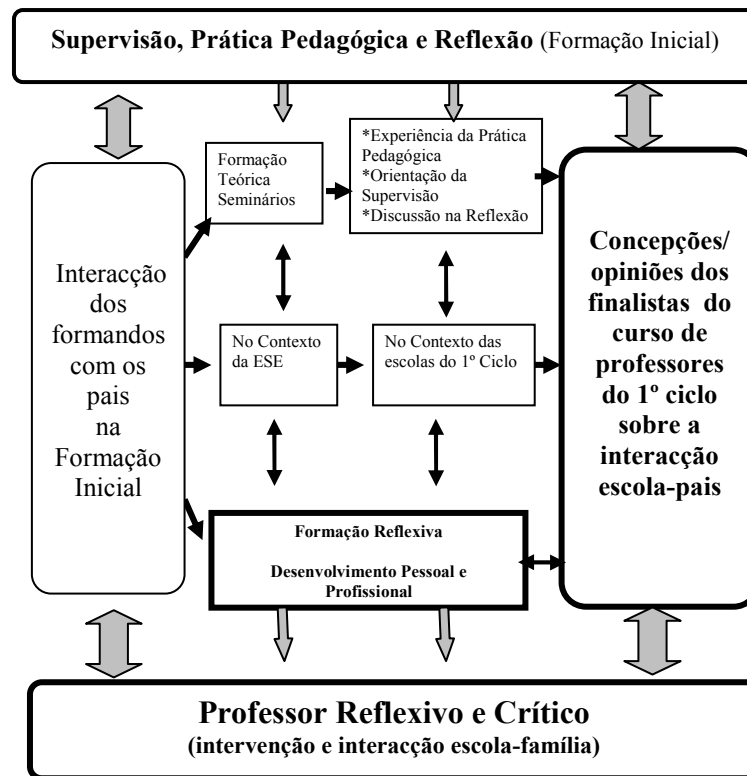 Supervisão, Prática Pedagógica e Reflexão (Formação Inicial)
Formação
Teórica
Seminários
*Experiência da Prática
Pedagógica
*Orientação da
Supervisão
*Discussão na Reflexão
Interacção
dos
formandos
com os
pais
na
Formação
Inicial
No Contexto
da ESE
No Contexto das
escolas do 1º Ciclo
Concepções/
opiniões dos
finalistas do
curso de
professores
do 1º ciclo
sobre a
interacção
escola-pais
Formação Reflexiva
Desenvolvimento Pessoal e
Profissional
Professor Reflexivo e Crítico
(intervenção e interacção escola-família)